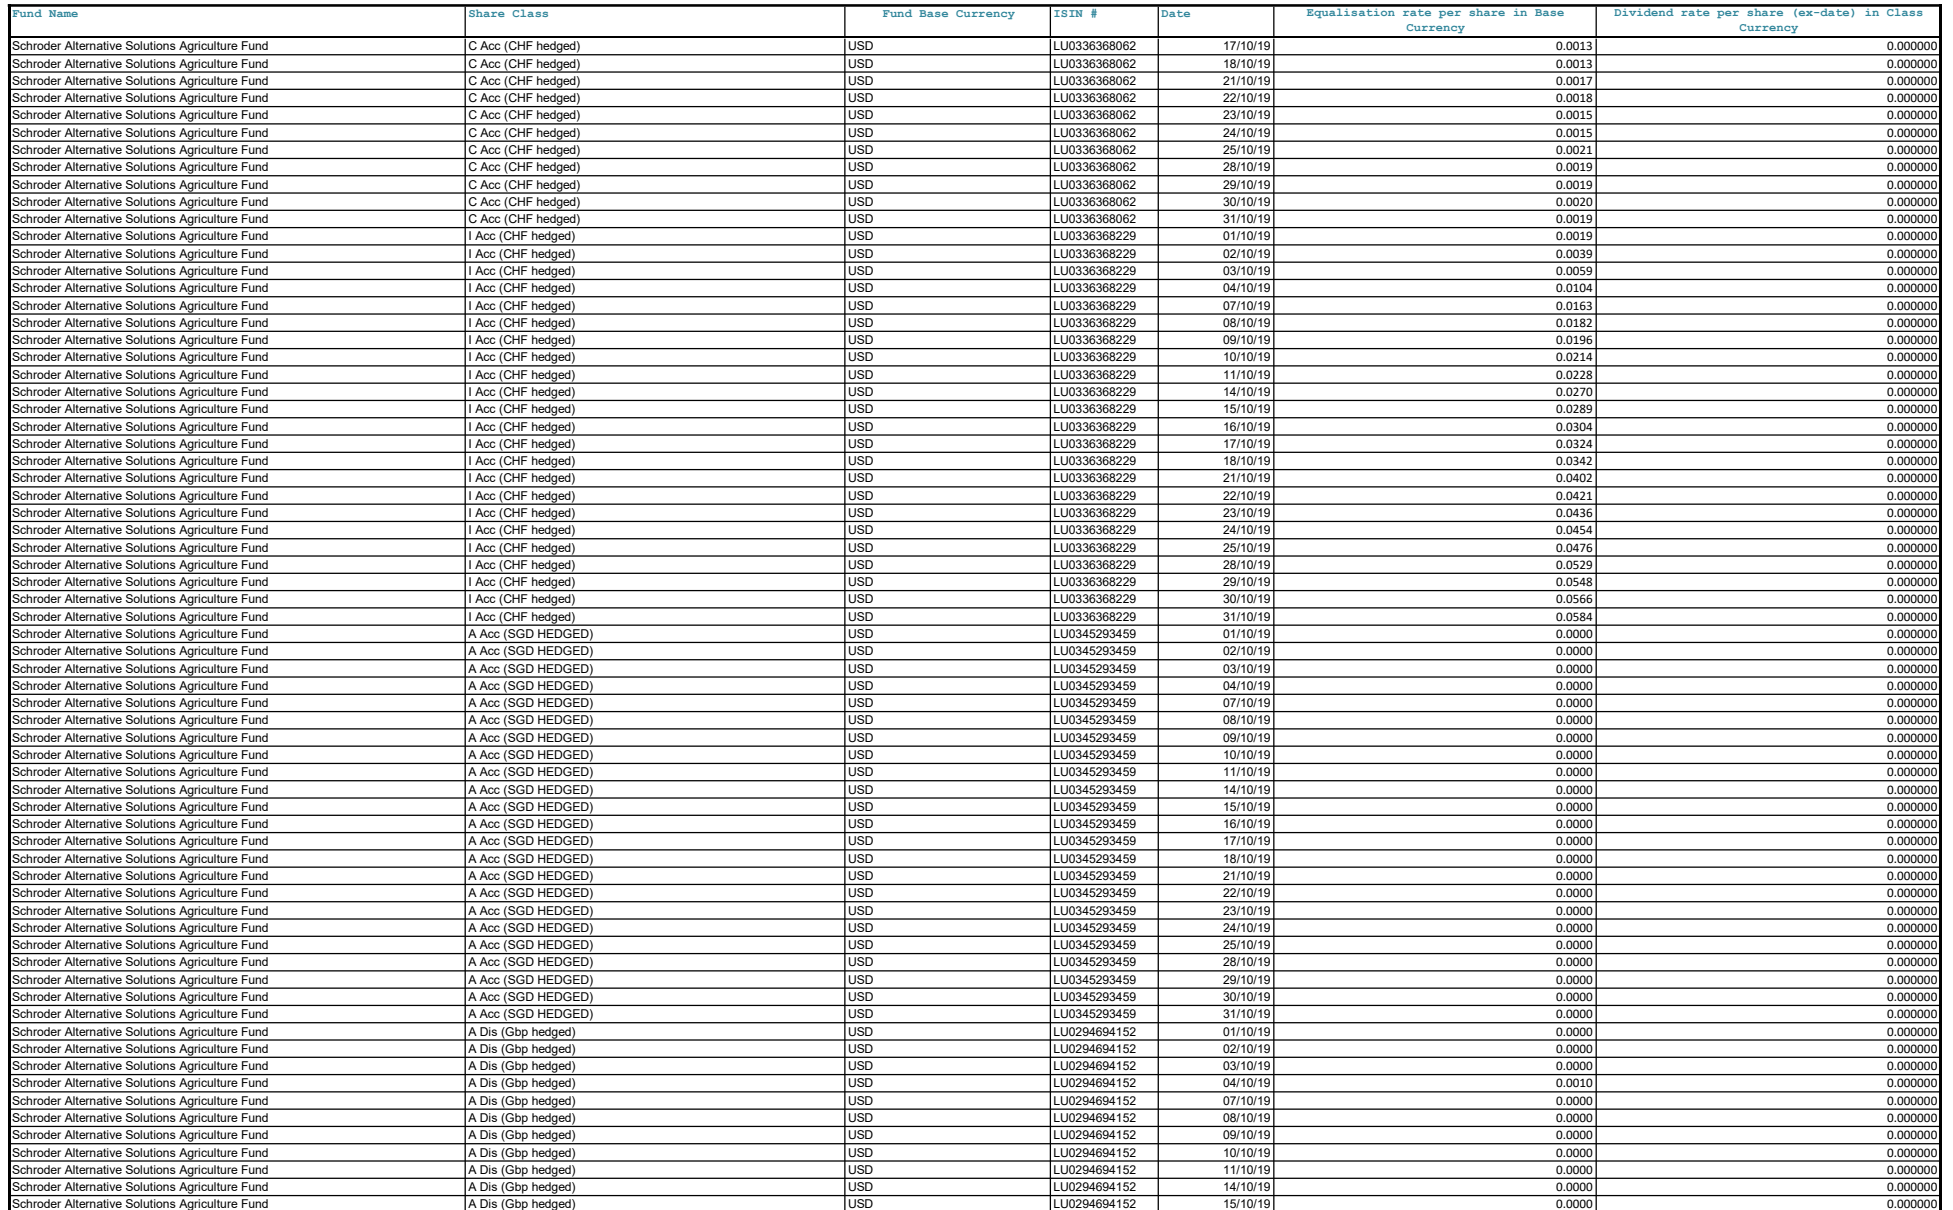 Fund Name Share Class Fund Base Currency ISIN # Date Equalisation rate per share in Base Currency Dividend rate per share (ex-date) in Class Currency
Schroder Alternative Solutions Agriculture Fund C Acc (CHF hedged) USD LU0336368062 17/10/19 0.0013 0.000000
Schroder Alternative Solutions Agriculture Fund C Acc (CHF hedged) USD LU0336368062 18/10/19 0.0013 0.000000
Schroder Alternative Solutions Agriculture Fund C Acc (CHF hedged) USD LU0336368062 21/10/19 0.0017 0.000000
Schroder Alternative Solutions Agriculture Fund C Acc (CHF hedged) USD LU0336368062 22/10/19 0.0018 0.000000
Schroder Alternative Solutions Agriculture Fund C Acc (CHF hedged) USD LU0336368062 23/10/19 0.0015 0.000000
Schroder Alternative Solutions Agriculture Fund C Acc (CHF hedged) USD LU0336368062 24/10/19 0.0015 0.000000
Schroder Alternative Solutions Agriculture Fund C Acc (CHF hedged) USD LU0336368062 25/10/19 0.0021 0.000000
Schroder Alternative Solutions Agriculture Fund C Acc (CHF hedged) USD LU0336368062 28/10/19 0.0019 0.000000
Schroder Alternative Solutions Agriculture Fund C Acc (CHF hedged) USD LU0336368062 29/10/19 0.0019 0.000000
Schroder Alternative Solutions Agriculture Fund C Acc (CHF hedged) USD LU0336368062 30/10/19 0.0020 0.000000
Schroder Alternative Solutions Agriculture Fund C Acc (CHF hedged) USD LU0336368062 31/10/19 0.0019 0.000000
Schroder Alternative Solutions Agriculture Fund I Acc (CHF hedged) USD LU0336368229 01/10/19 0.0019 0.000000
Schroder Alternative Solutions Agriculture Fund I Acc (CHF hedged) USD LU0336368229 02/10/19 0.0039 0.000000
Schroder Alternative Solutions Agriculture Fund I Acc (CHF hedged) USD LU0336368229 03/10/19 0.0059 0.000000
Schroder Alternative Solutions Agriculture Fund I Acc (CHF hedged) USD LU0336368229 04/10/19 0.0104 0.000000
Schroder Alternative Solutions Agriculture Fund I Acc (CHF hedged) USD LU0336368229 07/10/19 0.0163 0.000000
Schroder Alternative Solutions Agriculture Fund I Acc (CHF hedged) USD LU0336368229 08/10/19 0.0182 0.000000
Schroder Alternative Solutions Agriculture Fund I Acc (CHF hedged) USD LU0336368229 09/10/19 0.0196 0.000000
Schroder Alternative Solutions Agriculture Fund I Acc (CHF hedged) USD LU0336368229 10/10/19 0.0214 0.000000
Schroder Alternative Solutions Agriculture Fund I Acc (CHF hedged) USD LU0336368229 11/10/19 0.0228 0.000000
Schroder Alternative Solutions Agriculture Fund I Acc (CHF hedged) USD LU0336368229 14/10/19 0.0270 0.000000
Schroder Alternative Solutions Agriculture Fund I Acc (CHF hedged) USD LU0336368229 15/10/19 0.0289 0.000000
Schroder Alternative Solutions Agriculture Fund I Acc (CHF hedged) USD LU0336368229 16/10/19 0.0304 0.000000
Schroder Alternative Solutions Agriculture Fund I Acc (CHF hedged) USD LU0336368229 17/10/19 0.0324 0.000000
Schroder Alternative Solutions Agriculture Fund I Acc (CHF hedged) USD LU0336368229 18/10/19 0.0342 0.000000
Schroder Alternative Solutions Agriculture Fund I Acc (CHF hedged) USD LU0336368229 21/10/19 0.0402 0.000000
Schroder Alternative Solutions Agriculture Fund I Acc (CHF hedged) USD LU0336368229 22/10/19 0.0421 0.000000
Schroder Alternative Solutions Agriculture Fund I Acc (CHF hedged) USD LU0336368229 23/10/19 0.0436 0.000000
Schroder Alternative Solutions Agriculture Fund I Acc (CHF hedged) USD LU0336368229 24/10/19 0.0454 0.000000
Schroder Alternative Solutions Agriculture Fund I Acc (CHF hedged) USD LU0336368229 25/10/19 0.0476 0.000000
Schroder Alternative Solutions Agriculture Fund I Acc (CHF hedged) USD LU0336368229 28/10/19 0.0529 0.000000
Schroder Alternative Solutions Agriculture Fund I Acc (CHF hedged) USD LU0336368229 29/10/19 0.0548 0.000000
Schroder Alternative Solutions Agriculture Fund I Acc (CHF hedged) USD LU0336368229 30/10/19 0.0566 0.000000
Schroder Alternative Solutions Agriculture Fund I Acc (CHF hedged) USD LU0336368229 31/10/19 0.0584 0.000000
Schroder Alternative Solutions Agriculture Fund A Acc (SGD HEDGED) USD LU0345293459 01/10/19 0.0000 0.000000
Schroder Alternative Solutions Agriculture Fund A Acc (SGD HEDGED) USD LU0345293459 02/10/19 0.0000 0.000000
Schroder Alternative Solutions Agriculture Fund A Acc (SGD HEDGED) USD LU0345293459 03/10/19 0.0000 0.000000
Schroder Alternative Solutions Agriculture Fund A Acc (SGD HEDGED) USD LU0345293459 04/10/19 0.0000 0.000000
Schroder Alternative Solutions Agriculture Fund A Acc (SGD HEDGED) USD LU0345293459 07/10/19 0.0000 0.000000
Schroder Alternative Solutions Agriculture Fund A Acc (SGD HEDGED) USD LU0345293459 08/10/19 0.0000 0.000000
Schroder Alternative Solutions Agriculture Fund A Acc (SGD HEDGED) USD LU0345293459 09/10/19 0.0000 0.000000
Schroder Alternative Solutions Agriculture Fund A Acc (SGD HEDGED) USD LU0345293459 10/10/19 0.0000 0.000000
Schroder Alternative Solutions Agriculture Fund A Acc (SGD HEDGED) USD LU0345293459 11/10/19 0.0000 0.000000
Schroder Alternative Solutions Agriculture Fund A Acc (SGD HEDGED) USD LU0345293459 14/10/19 0.0000 0.000000
Schroder Alternative Solutions Agriculture Fund A Acc (SGD HEDGED) USD LU0345293459 15/10/19 0.0000 0.000000
Schroder Alternative Solutions Agriculture Fund A Acc (SGD HEDGED) USD LU0345293459 16/10/19 0.0000 0.000000
Schroder Alternative Solutions Agriculture Fund A Acc (SGD HEDGED) USD LU0345293459 17/10/19 0.0000 0.000000
Schroder Alternative Solutions Agriculture Fund A Acc (SGD HEDGED) USD LU0345293459 18/10/19 0.0000 0.000000
Schroder Alternative Solutions Agriculture Fund A Acc (SGD HEDGED) USD LU0345293459 21/10/19 0.0000 0.000000
Schroder Alternative Solutions Agriculture Fund A Acc (SGD HEDGED) USD LU0345293459 22/10/19 0.0000 0.000000
Schroder Alternative Solutions Agriculture Fund A Acc (SGD HEDGED) USD LU0345293459 23/10/19 0.0000 0.000000
Schroder Alternative Solutions Agriculture Fund A Acc (SGD HEDGED) USD LU0345293459 24/10/19 0.0000 0.000000
Schroder Alternative Solutions Agriculture Fund A Acc (SGD HEDGED) USD LU0345293459 25/10/19 0.0000 0.000000
Schroder Alternative Solutions Agriculture Fund A Acc (SGD HEDGED) USD LU0345293459 28/10/19 0.0000 0.000000
Schroder Alternative Solutions Agriculture Fund A Acc (SGD HEDGED) USD LU0345293459 29/10/19 0.0000 0.000000
Schroder Alternative Solutions Agriculture Fund A Acc (SGD HEDGED) USD LU0345293459 30/10/19 0.0000 0.000000
Schroder Alternative Solutions Agriculture Fund A Acc (SGD HEDGED) USD LU0345293459 31/10/19 0.0000 0.000000
Schroder Alternative Solutions Agriculture Fund A Dis (Gbp hedged) USD LU0294694152 01/10/19 0.0000 0.000000
Schroder Alternative Solutions Agriculture Fund A Dis (Gbp hedged) USD LU0294694152 02/10/19 0.0000 0.000000
Schroder Alternative Solutions Agriculture Fund A Dis (Gbp hedged) USD LU0294694152 03/10/19 0.0000 0.000000
Schroder Alternative Solutions Agriculture Fund A Dis (Gbp hedged) USD LU0294694152 04/10/19 0.0010 0.000000
Schroder Alternative Solutions Agriculture Fund A Dis (Gbp hedged) USD LU0294694152 07/10/19 0.0000 0.000000
Schroder Alternative Solutions Agriculture Fund A Dis (Gbp hedged) USD LU0294694152 08/10/19 0.0000 0.000000
Schroder Alternative Solutions Agriculture Fund A Dis (Gbp hedged) USD LU0294694152 09/10/19 0.0000 0.000000
Schroder Alternative Solutions Agriculture Fund A Dis (Gbp hedged) USD LU0294694152 10/10/19 0.0000 0.000000
Schroder Alternative Solutions Agriculture Fund A Dis (Gbp hedged) USD LU0294694152 11/10/19 0.0000 0.000000
Schroder Alternative Solutions Agriculture Fund A Dis (Gbp hedged) USD LU0294694152 14/10/19 0.0000 0.000000
Schroder Alternative Solutions Agriculture Fund A Dis (Gbp hedged) USD LU0294694152 15/10/19 0.0000 0.000000